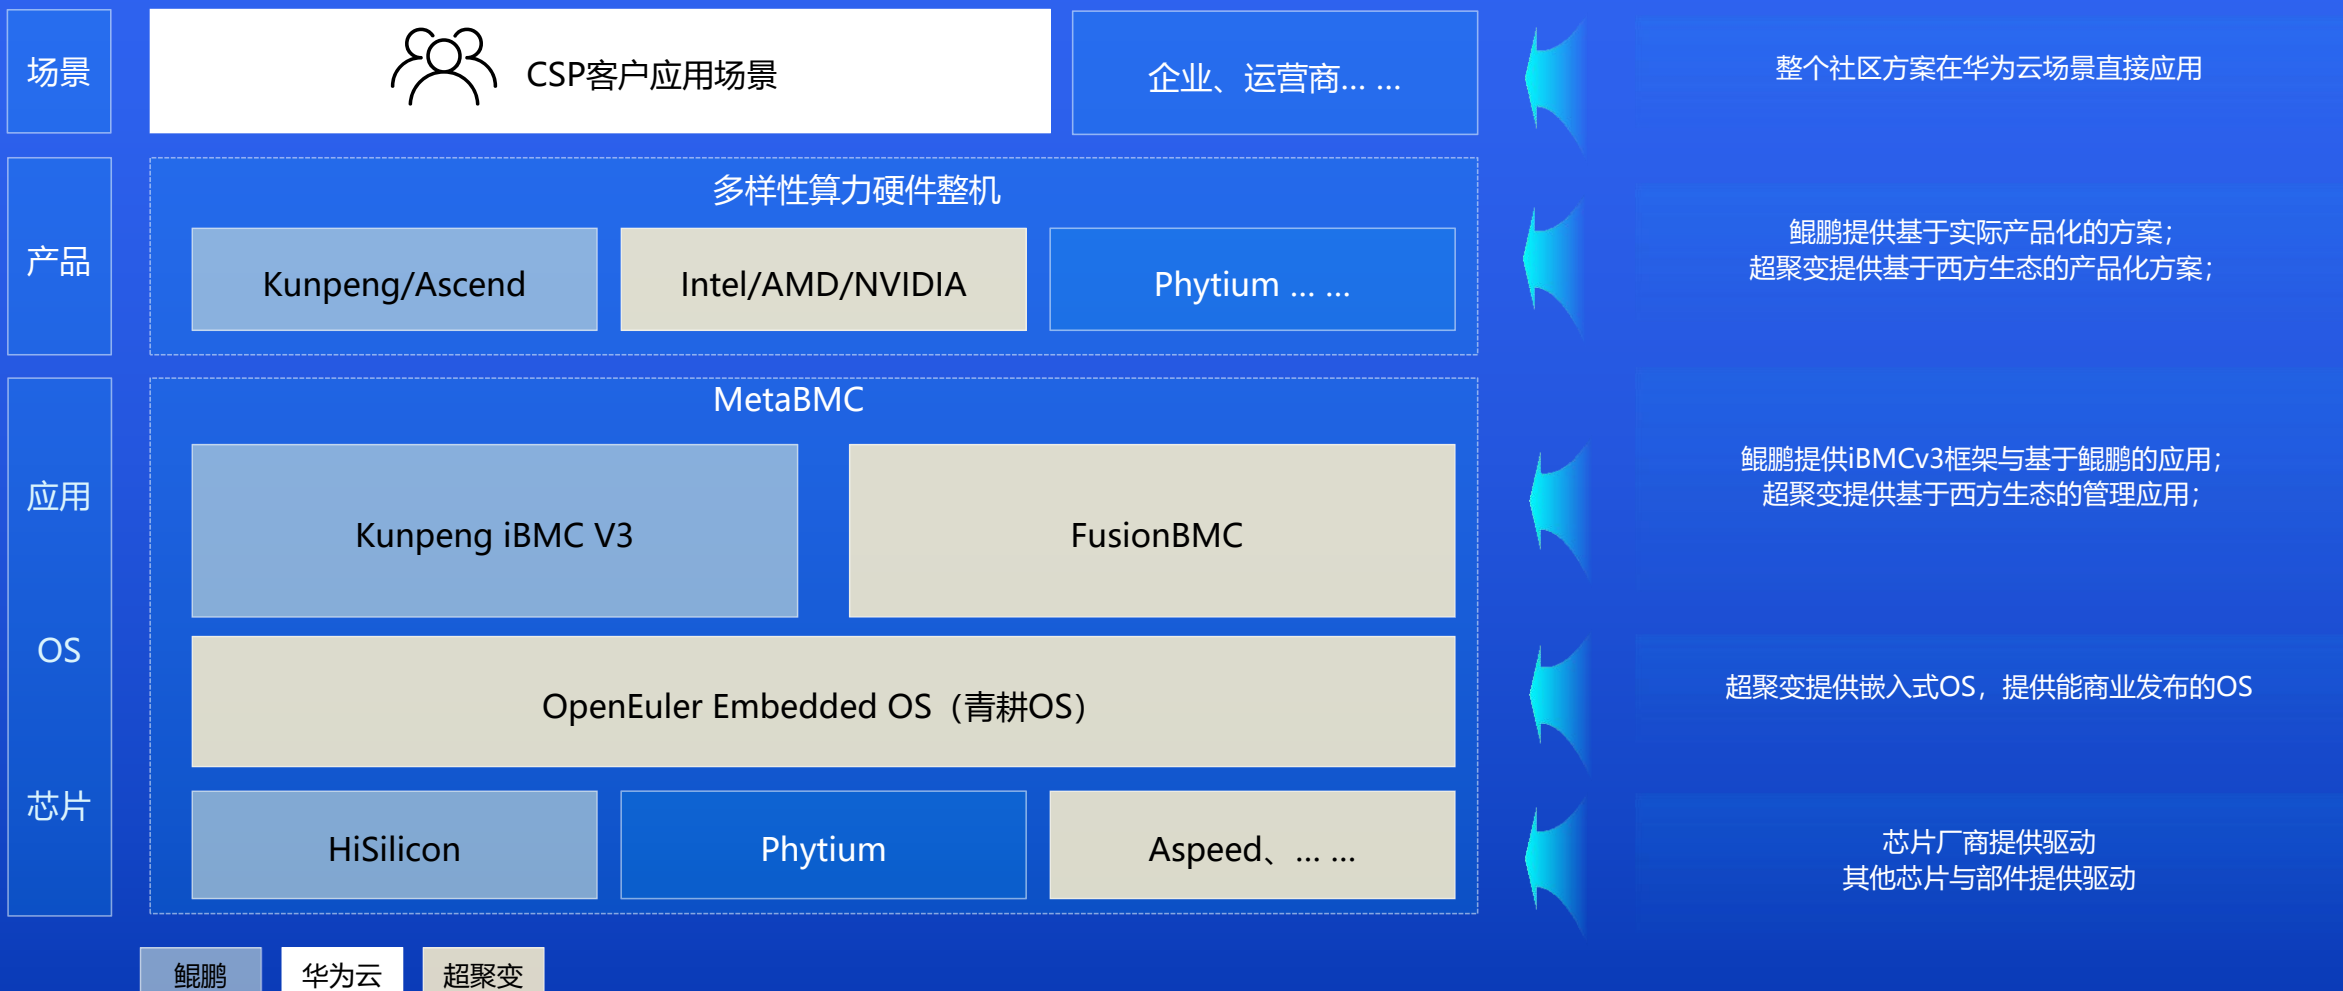 场景
CSP客户应用场景
企业、运营商... ...
整个社区方案在华为云场景直接应用
产品
多样性算力硬件整机
Kunpeng/Ascend
Intel/AMD/NVIDIA
Phytium ... ...
鲲鹏提供基于实际产品化的方案；
超聚变提供基于西方生态的产品化方案；
MetaBMC
应用
Kunpeng iBMC V3
FusionBMC
鲲鹏提供iBMCv3框架与基于鲲鹏的应用；
超聚变提供基于西方生态的管理应用；
OS
OpenEuler Embedded OS（青耕OS）
超聚变提供嵌入式OS，提供能商业发布的OS
芯片
HiSilicon
Phytium
Aspeed、... ...
芯片厂商提供驱动
其他芯片与部件提供驱动
鲲鹏
华为云
超聚变